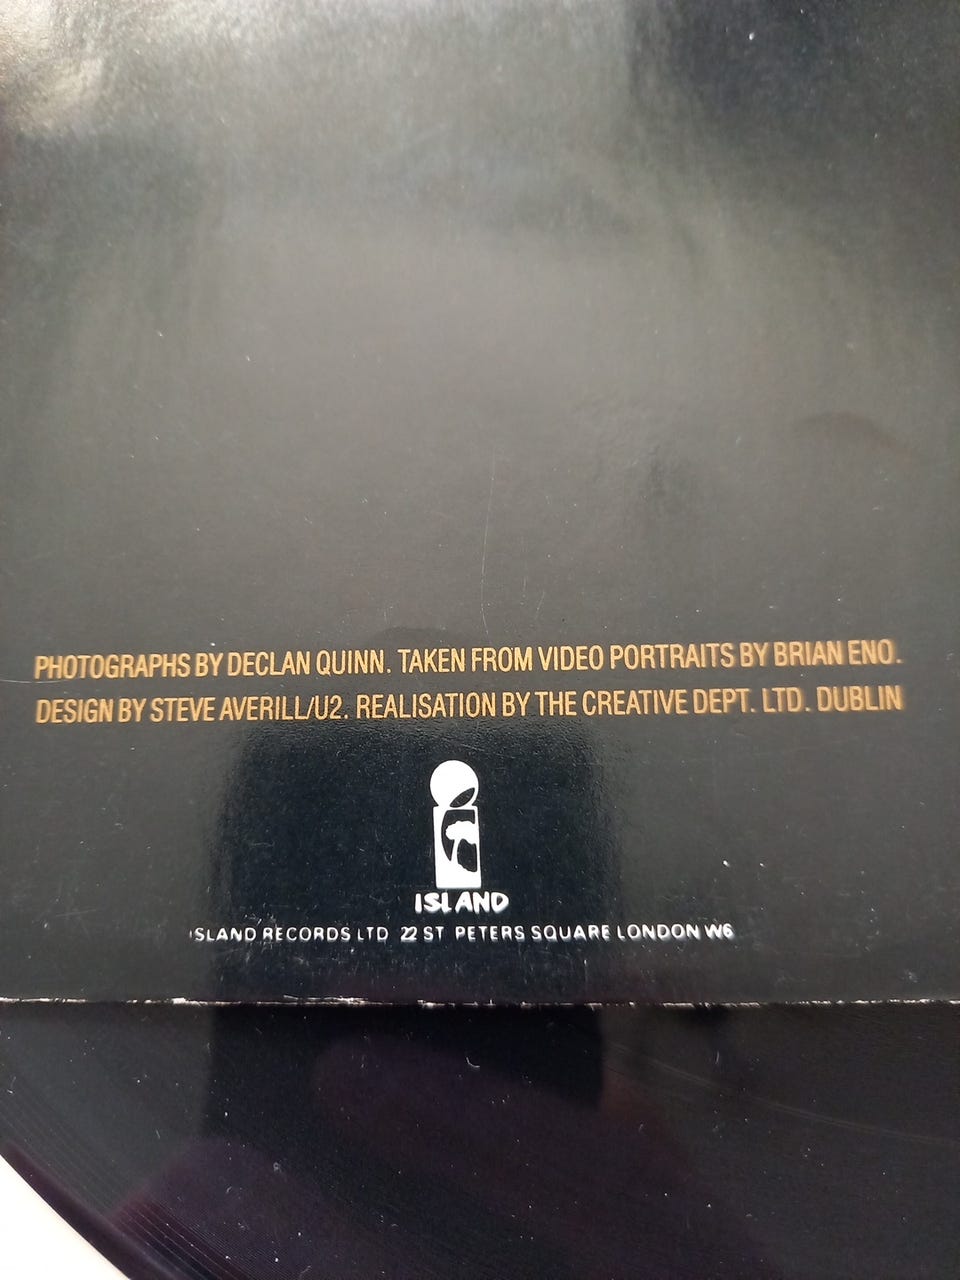 PHOTOGRAPHS BY DECLAN QUINN. TAKEN FROM VIDEO PORTRAITS BY BRIAN ENO.
DESIGN BY STEVE AVERILL/U2. REALISATION BY THE CREATIVE DEPT. LTD. DUBLIN
ISLAND
ISLAND RECORDS LTD 22 ST PETERS SQUARE LONDON W6